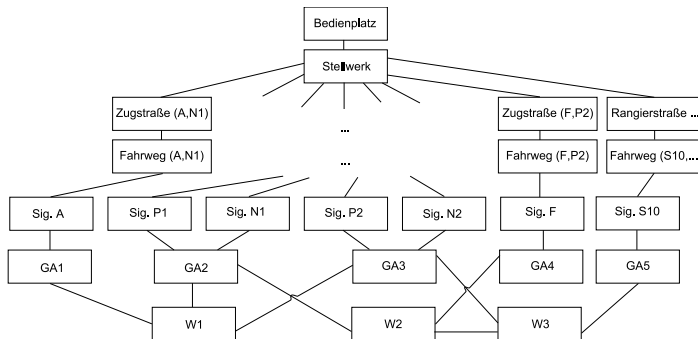 Bedienplatz
Stellwerk
Zugstraße (A,N1)
Zugstraße (F,P2)
Rangierstraße ...
...
Fahrweg (A,N1)
Fahrweg (F,P2)
Fahrweg (S10,...
...
Sig. A
Sig. P1
Sig. N1
Sig. P2
Sig. N2
Sig. F
Sig. S10
GA1
GA2
GA3
GA4
GA5
W1
W2
W3